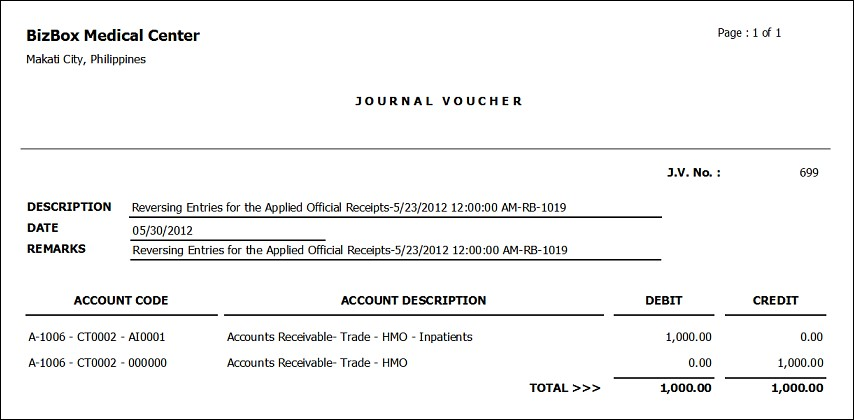 BizBox Medical Center
Page : 1 of 1
Makati City, Philippines
JOURNAL VOUCHER
J.V. No. : 699
DESCRIPTION Reversing Entries for the Applied Official Receipts-5/23/2012 12:00:00 AM-RB-1019
DATE 05/30/2012
REMARKS Reversing Entries for the Applied Official Receipts-5/23/2012 12:00:00 AM-RB-1019
ACCOUNT CODE ACCOUNT DESCRIPTION DEBIT CREDIT
A-1006 - CT0002 - AI0001 Accounts Receivable- Trade - HMO - Inpatients 1,000.00 0.00
A-1006 - CT0002 - 000000 Accounts Receivable- Trade - HMO 0.00 1,000.00
TOTAL >>> 1,000.00 1,000.00